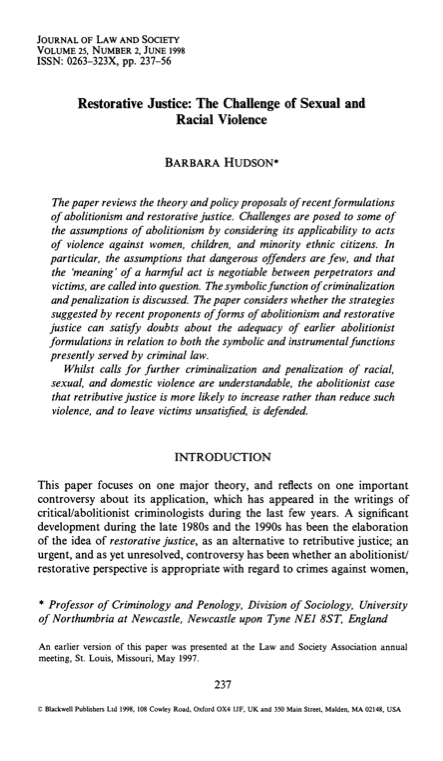 JOURNAL OF LAW AND SOCIETY
VOLUME 25, NUMBER 2, JUNE 1998
ISSN: 0263–323X, pp. 237–56
Restorative Justice: The Challenge of Sexual and
Racial Violence
BARBARA HUDSON*
The paper reviews the theory and policy proposals of recent formulations
of abolitionism and restorative justice. Challenges are posed to some of
the assumptions of abolitionism by considering its applicability to acts
of violence against women, children, and minority ethnic citizens. In
particular, the assumptions that dangerous offenders are few, and that
the 'meaning' of a harmful act is negotiable between perpetrators and
victims, are called into question. The symbolic function of criminalization
and penalization is discussed. The paper considers whether the strategies
suggested by recent proponents of forms of abolitionism and restorative
justice can satisfy doubts about the adequacy of earlier abolitionist
formulations in relation to both the symbolic and instrumental functions
presently served by criminal law.
Whilst calls for further criminalization and penalization of racial,
sexual, and domestic violence are understandable, the abolitionist case
that retributive justice is more likely to increase rather than reduce such
violence, and to leave victims unsatisfied, is defended.
INTRODUCTION
This paper focuses on one major theory, and reflects on one important
controversy about its application, which has appeared in the writings of
critical/abolitionist criminologists during the last few years. A significant
development during the late 1980s and the 1990s has been the elaboration
of the idea of restorative justice, as an alternative to retributive justice; an
urgent, and as yet unresolved, controversy has been whether an abolitionist/
restorative perspective is appropriate with regard to crimes against women,
* Professor of Criminology and Penology, Division of Sociology, University
of Northumbria at Newcastle, Newcastle upon Tyne NE1 8ST, England
An earlier version of this paper was presented at the Law and Society Association annual
meeting, St. Louis, Missouri, May 1997.
237
© Blackwell Publishers Ltd 1998, 108 Cowley Road, Oxford OX4 1JF, UK and 350 Main Street, Malden, MA 02148, USA